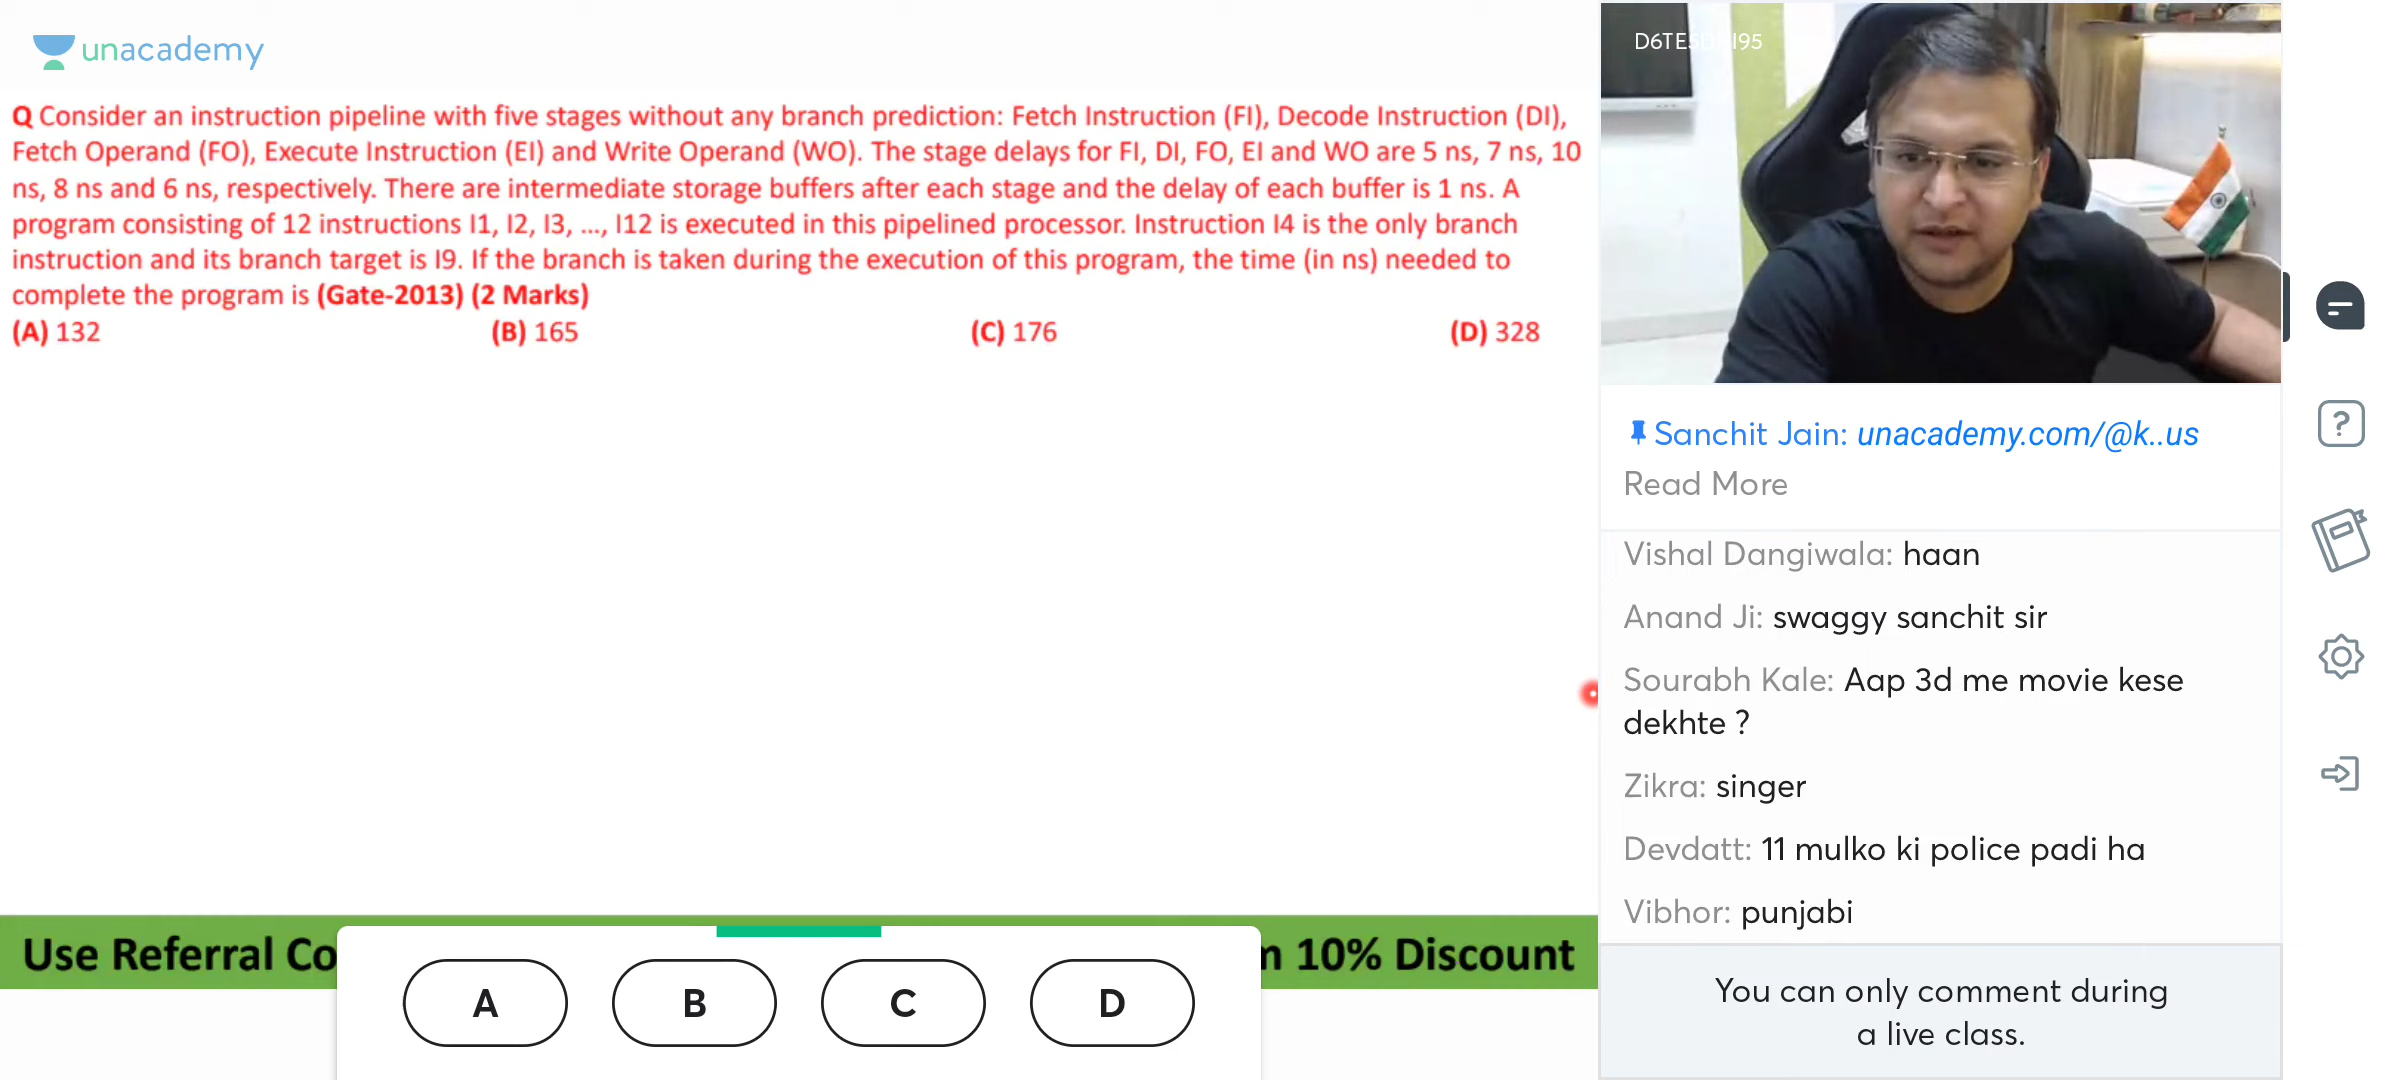 unacademy
Q Consider an instruction pipeline with five stages without any branch prediction: Fetch Instruction (FI), Decode Instruction (DI),
Fetch Operand (FO), Execute Instruction (EI) and Write Operand (WO). The stage delays for FI, DI, FO, EI and WO are 5 ns, 7 ns, 10
ns, 8 ns and 6 ns, respectively. There are intermediate storage buffers after each stage and the delay of each buffer is 1 ns. A
program consisting of 12 instructions I1, I2, I3, …, I12 is executed in this pipelined processor. Instruction I4 is the only branch
instruction and its branch target is I9. If the branch is taken during the execution of this program, the time (in ns) needed to
complete the program is (Gate-2013) (2 Marks)
(A) 132 (B) 165 (C) 176 (D) 328
Use Referral Co
10% Discount
A B C D
Sanchit Jain: unacademy.com/@k..us
Read More
Vishal Dangiwala: haan
Anand Ji: swaggy sanchit sir
Sourabh Kale: Aap 3d me movie kese
dekhte ?
Zikra: singer
Devdatt: 11 mulko ki police padi ha
Vibhor: punjabi
You can only comment during
a live class.
?